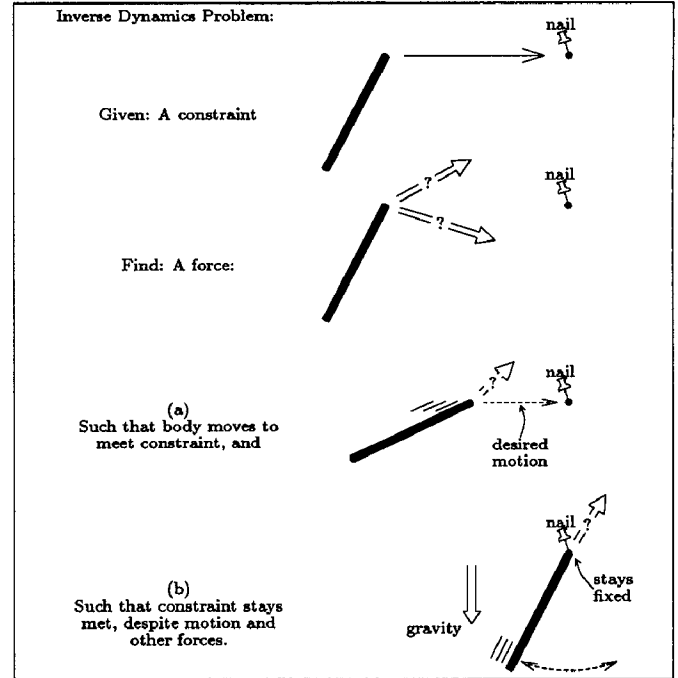 Inverse Dynamics Problem:
nail
Given: A constraint
nail
?
?
Find: A force:
nail
?
(a)
Such that body moves to
meet constraint, and
desired
motion
nail
?
stays
fixed
(b)
Such that constraint stays
met, despite motion and
other forces.
gravity